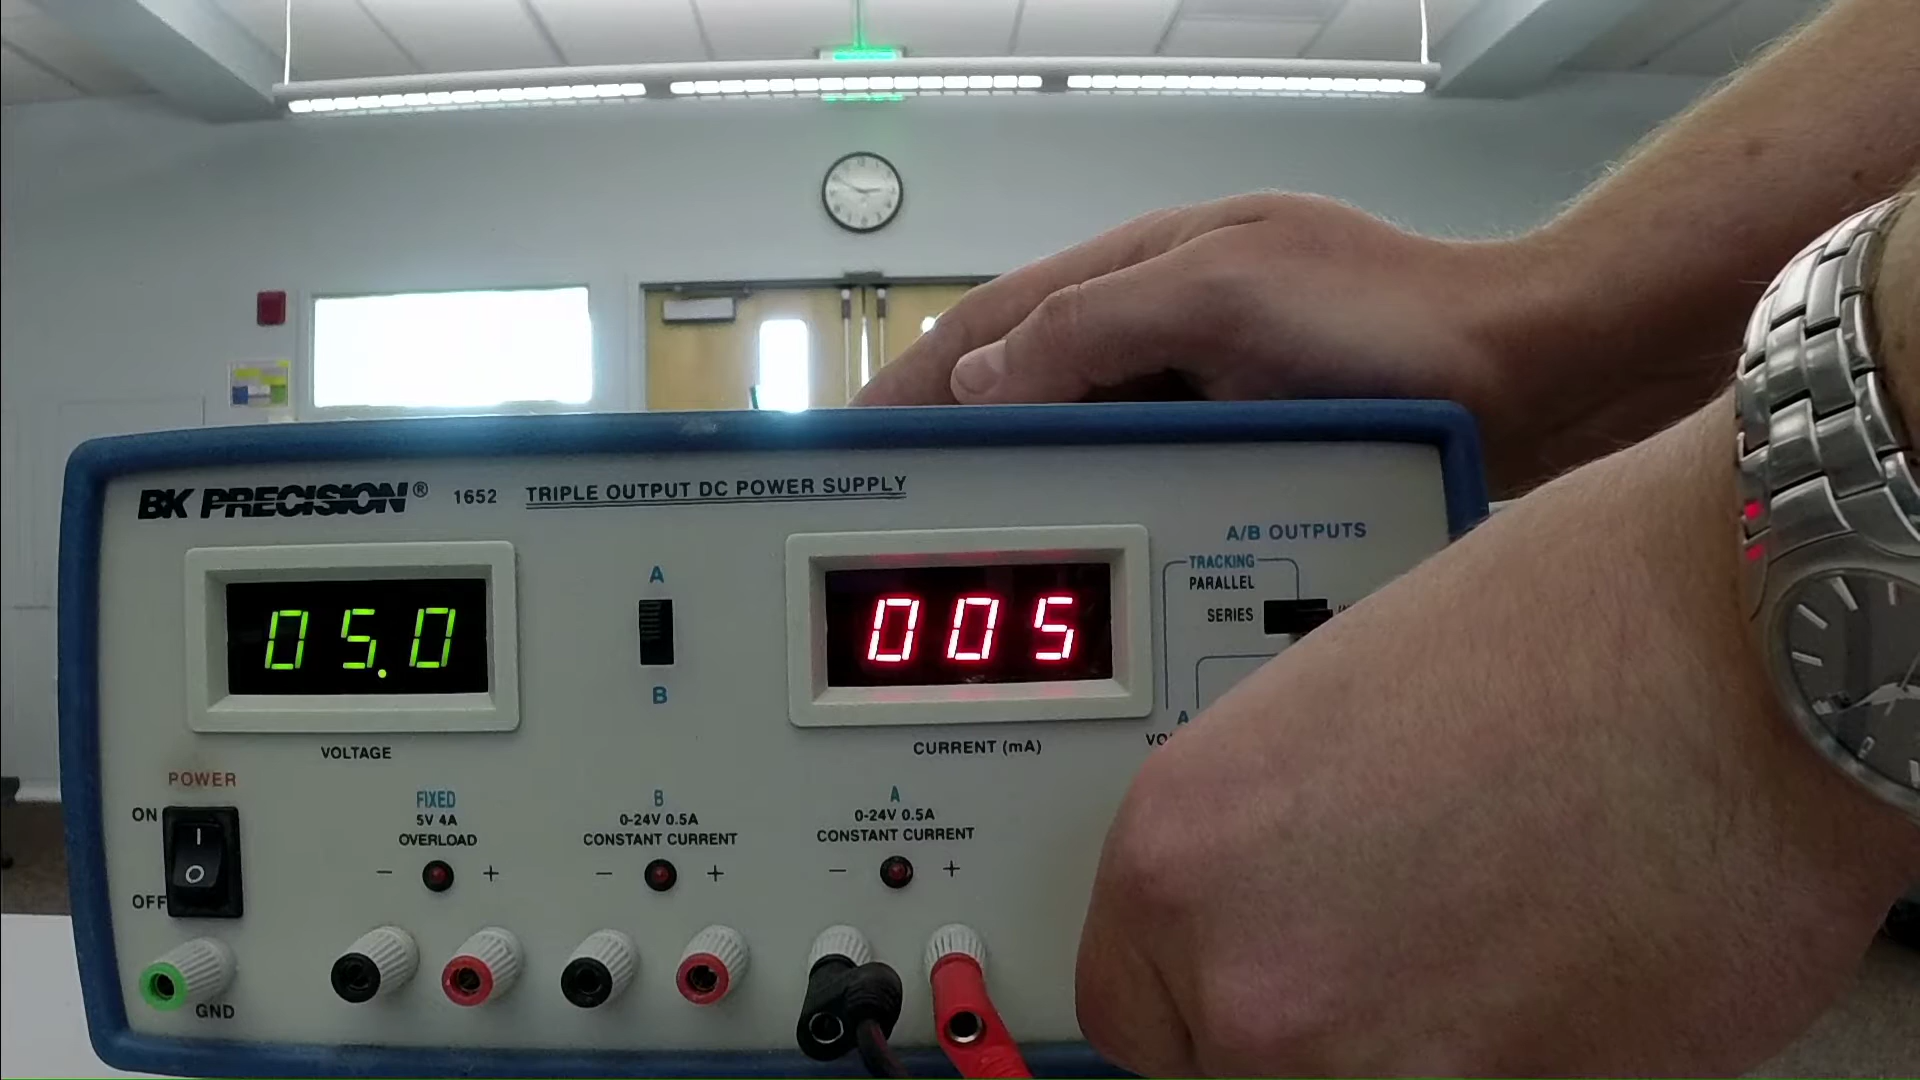 BK PRECISION® 1652 TRIPLE OUTPUT DC POWER SUPPLY
A/B OUTPUTS
TRACKING
PARALLEL
SERIES
A
B
05.0
005
VOLTAGE
CURRENT (mA)
A
POWER
ON
OFF
FIXED
5V 4A
OVERLOAD
− +
B
0-24V 0.5A
CONSTANT CURRENT
− +
A
0-24V 0.5A
CONSTANT CURRENT
− +
I
O
GND